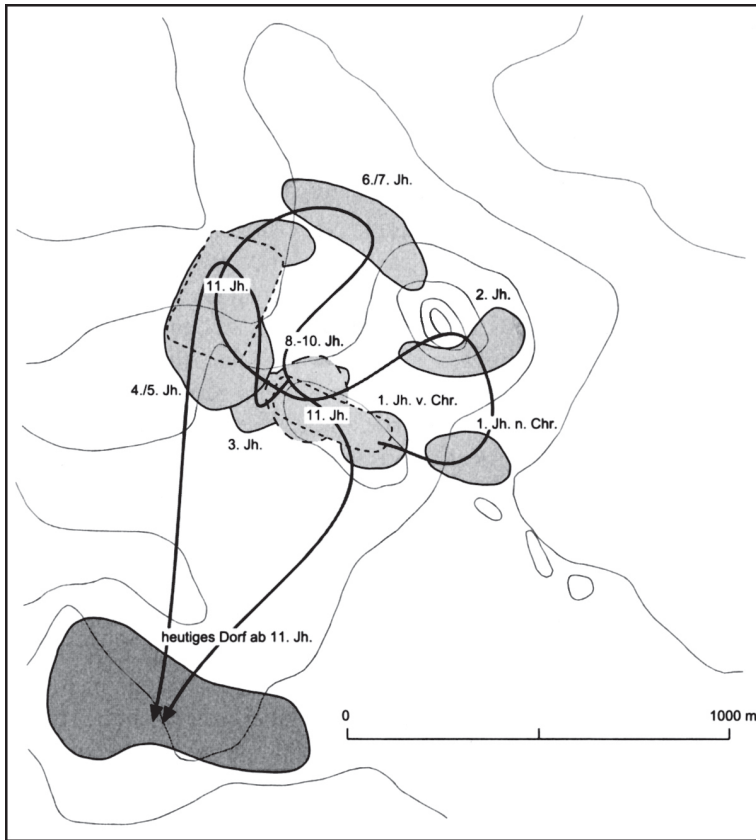 6./7. Jh.
11. Jh.
2. Jh.
8.-10. Jh.
4./5. Jh.
1. Jh. v. Chr.
11. Jh.
1. Jh. n. Chr.
3. Jh.
heutiges Dorf ab 11. Jh.
0
1000 m